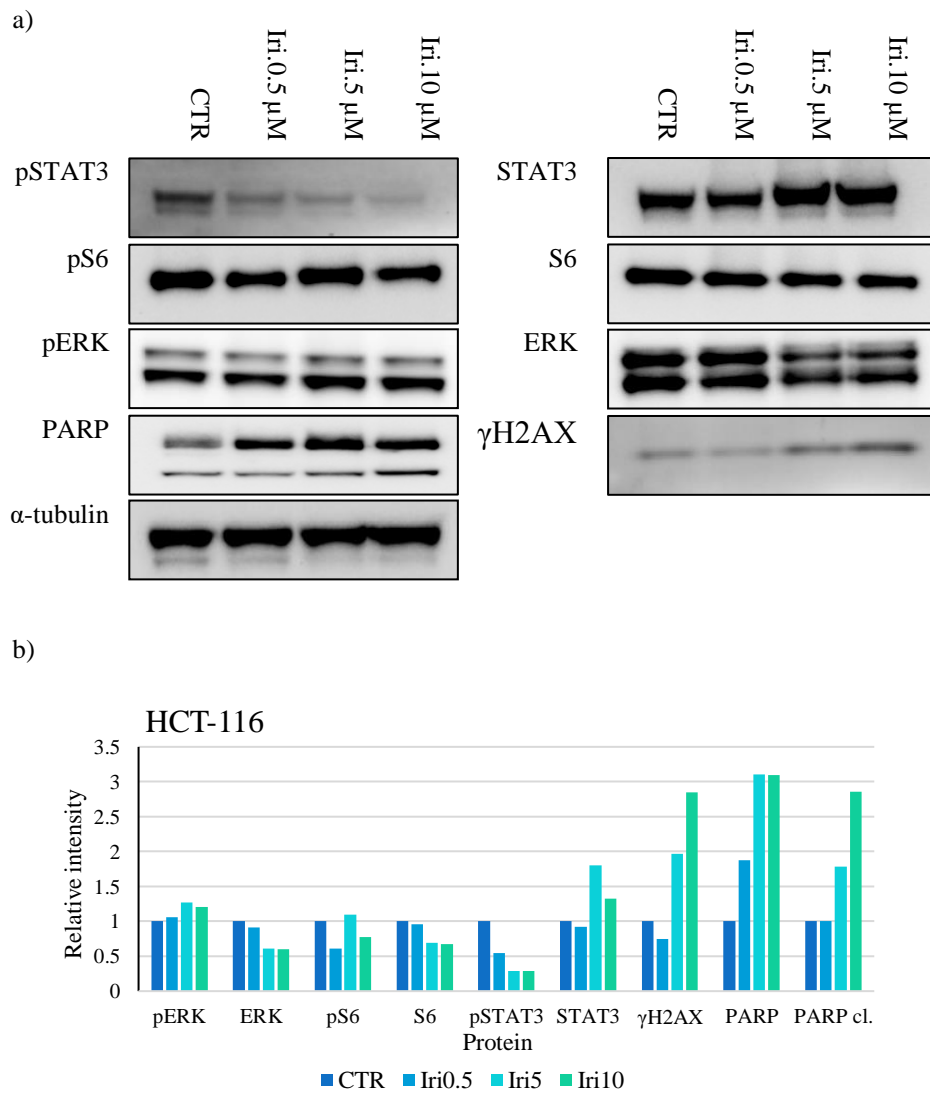 a)
CTR
Iri.0.5 µM
Iri.5 µM
Iri.10 µM
CTR
Iri.0.5 µM
Iri.5 µM
Iri.10 µM
pSTAT3
STAT3
pS6
S6
pERK
ERK
PARP
γH2AX
α-tubulin
b)
HCT-116
3.5
3
2.5
2
1.5
1
0.5
0
Relative intensity
pERK ERK pS6 S6 pSTAT3 STAT3 γH2AX PARP PARP cl.
Protein
CTR Iri0.5 Iri5 Iri10